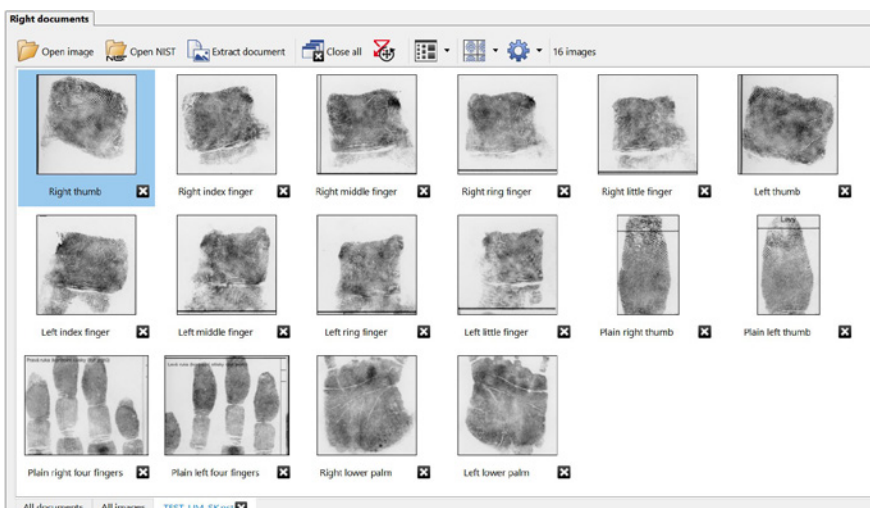 Right documents
Open image Open NIST Extract document Close all 16 images
Right thumb Right index finger Right middle finger Right ring finger Right little finger Left thumb
Levý
Left index finger Left middle finger Left ring finger Left little finger Plain right thumb Plain left thumb
Plain right four fingers Plain left four fingers Right lower palm Left lower palm
All documents All images